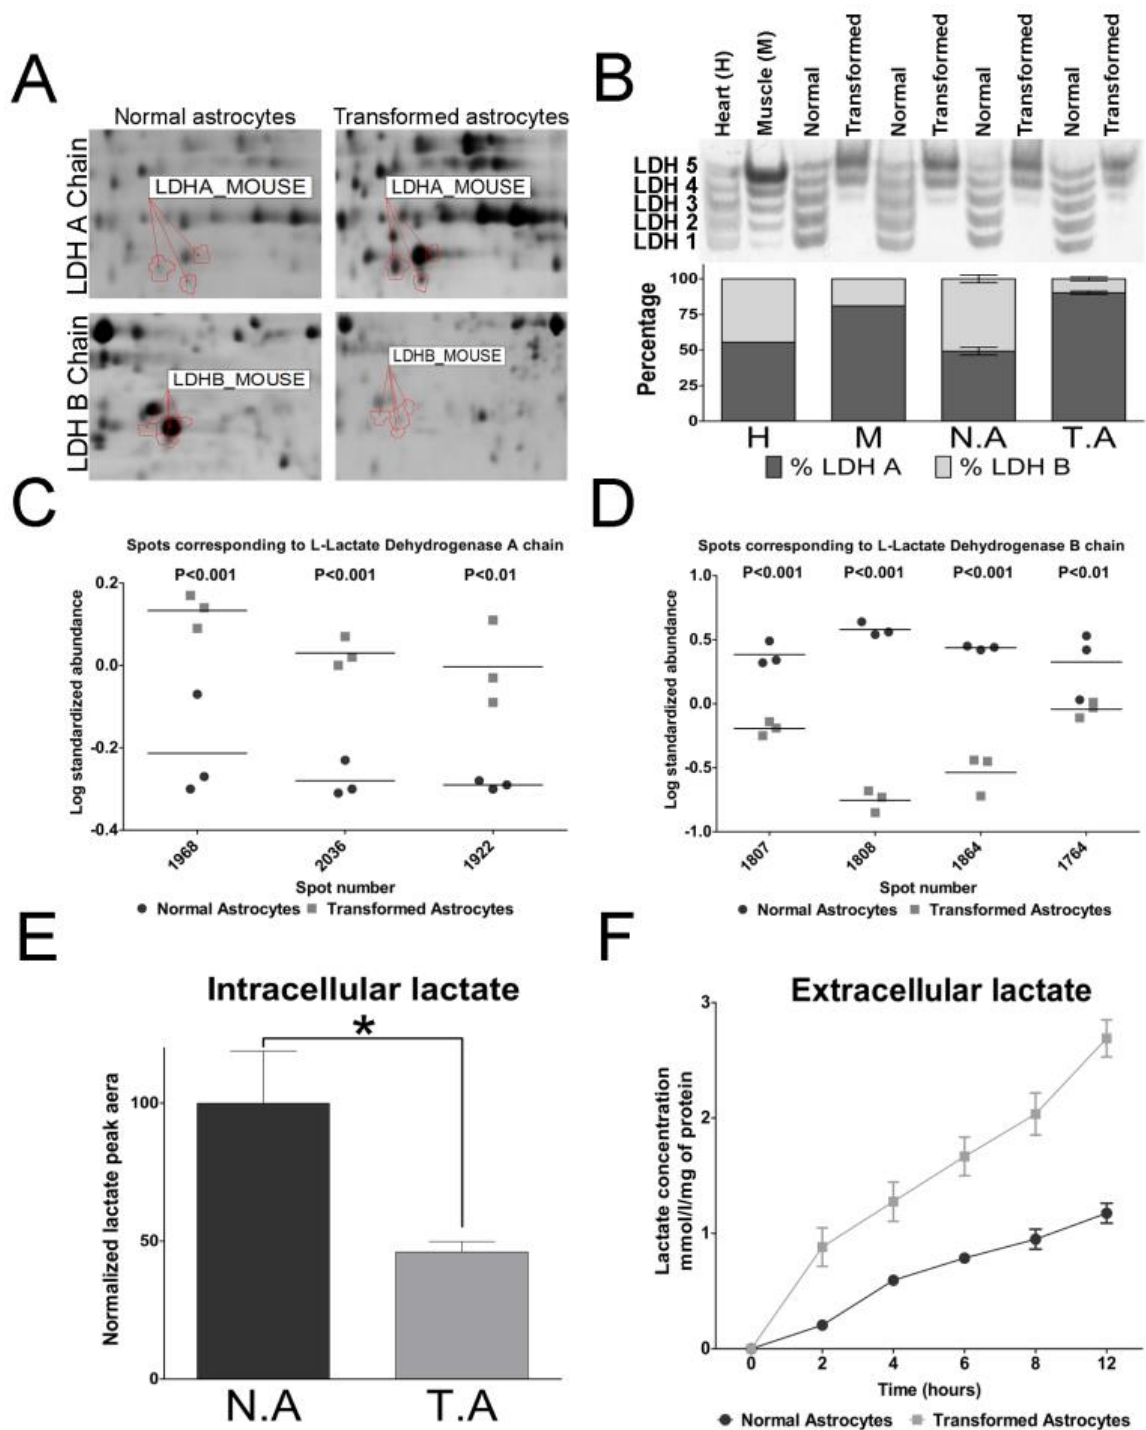 A
Normal astrocytes
Transformed astrocytes
LDH A Chain
LDHA_MOUSE
LDHA_MOUSE
LDH B Chain
LDHB_MOUSE
LDHB_MOUSE
B
Heart (H)
Muscle (M)
Normal
Transformed
Normal
Transformed
Normal
Transformed
Normal
Transformed
LDH 5
LDH 4
LDH 3
LDH 2
LDH 1
Percentage
100
75
50
25
0
H M N.A T.A
% LDH A % LDH B
C
Spots corresponding to L-Lactate Dehydrogenase A chain
P<0.001 P<0.001 P<0.01
Log standardized abundance
0.2
0.0
-0.2
-0.4
1968 2036 1922
Spot number
Normal Astrocytes Transformed Astrocytes
D
Spots corresponding to L-Lactate Dehydrogenase B chain
P<0.001 P<0.001 P<0.001 P<0.01
Log standardized abundance
1.0
0.5
0.0
-0.5
-1.0
1807 1808 1864 1764
Spot number
Normal Astrocytes Transformed Astrocytes
E
Intracellular lactate
*
Normalized lactate peak aera
100
50
0
N.A T.A
F
Extracellular lactate
Lactate concentration
mmol/l/mg of protein
3
2
1
0
0 2 4 6 8 12
Time (hours)
Normal Astrocytes Transformed Astrocytes